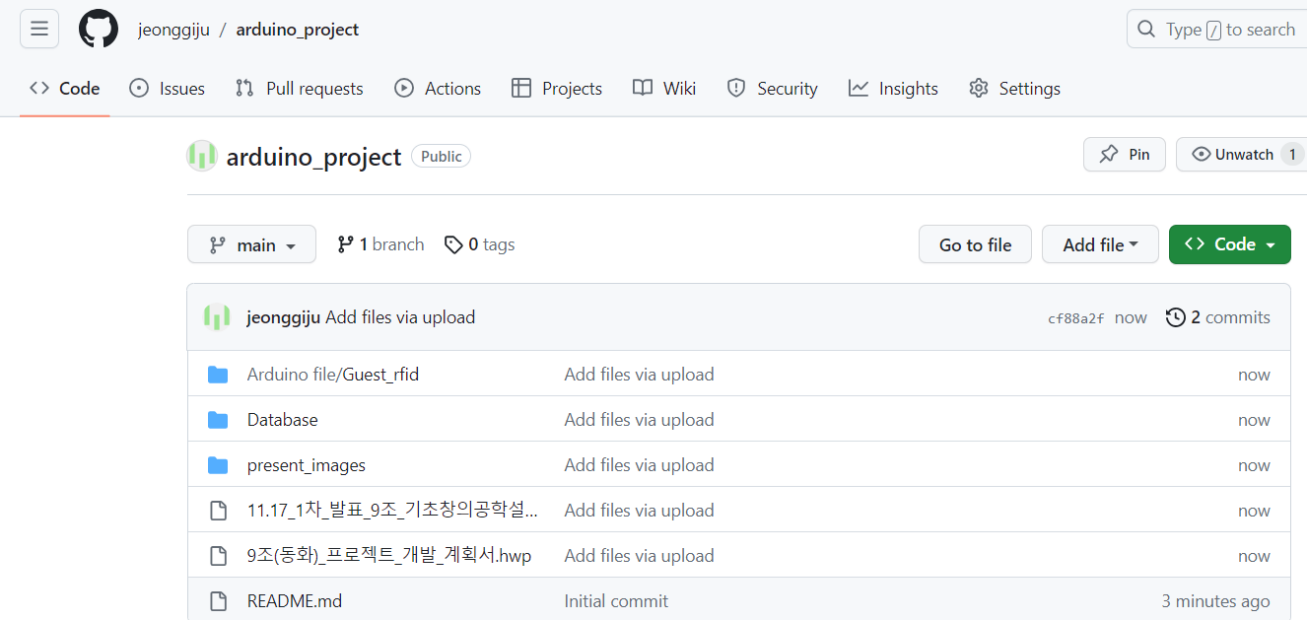 jeonggiju / arduino_project Type / to search
Code Issues Pull requests Actions Projects Wiki Security Insights Settings
arduino_project Public Pin Unwatch 1
main 1 branch 0 tags Go to file Add file Code
jeonggiju Add files via upload cf88a2f now 2 commits
Arduino file/Guest_rfid Add files via upload now
Database Add files via upload now
present_images Add files via upload now
11.17_1차_발표_9조_기초창의공학설... Add files via upload now
9조(동화)_프로젝트_개발_계획서.hwp Add files via upload now
README.md Initial commit 3 minutes ago